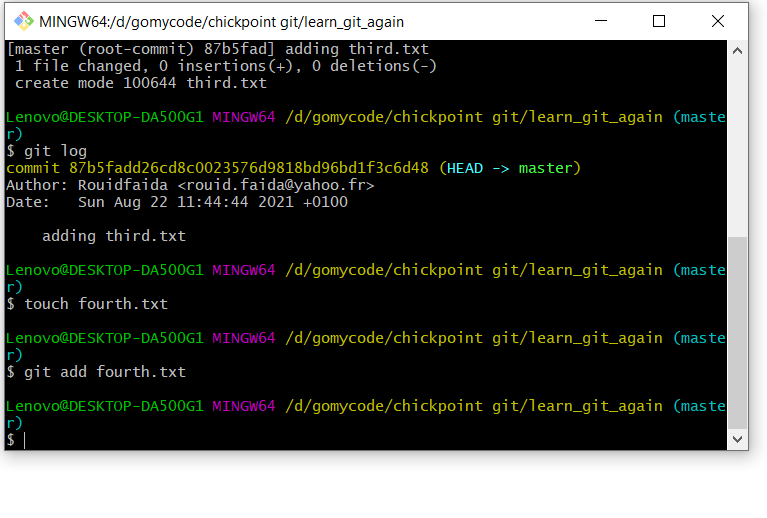 MINGW64:/d/gomycode/chickpoint git/learn_git_again
[master (root-commit) 87b5fad] adding third.txt
 1 file changed, 0 insertions(+), 0 deletions(-)
 create mode 100644 third.txt
Lenovo@DESKTOP-DA500G1 MINGW64 /d/gomycode/chickpoint git/learn_git_again (maste
r)
$ git log
commit 87b5fadd26cd8c0023576d9818bd96bd1f3c6d48 (HEAD -> master)
Author: Rouidfaida <rouid.faida@yahoo.fr>
Date:   Sun Aug 22 11:44:44 2021 +0100
    adding third.txt
Lenovo@DESKTOP-DA500G1 MINGW64 /d/gomycode/chickpoint git/learn_git_again (maste
r)
$ touch fourth.txt
Lenovo@DESKTOP-DA500G1 MINGW64 /d/gomycode/chickpoint git/learn_git_again (maste
r)
$ git add fourth.txt
Lenovo@DESKTOP-DA500G1 MINGW64 /d/gomycode/chickpoint git/learn_git_again (maste
r)
$